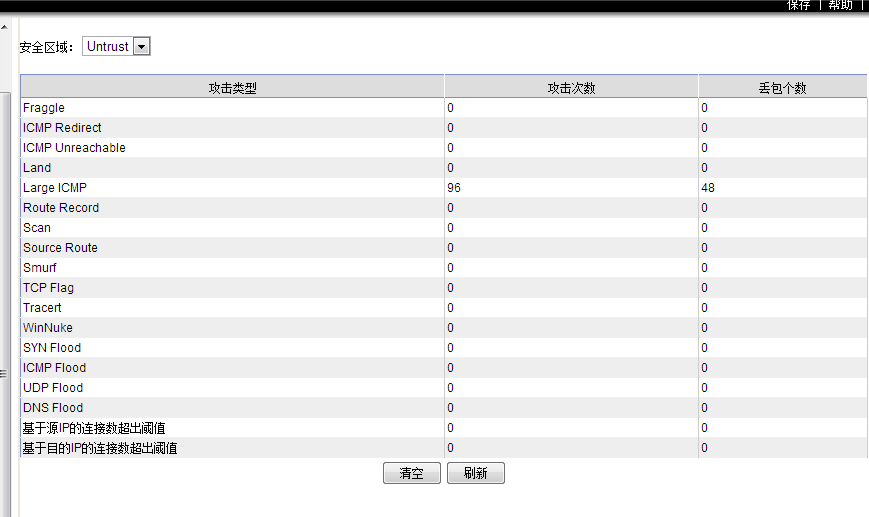 保存 | 帮助 |
安全区域： Untrust
攻击类型 攻击次数 丢包个数
Fraggle 0 0
ICMP Redirect 0 0
ICMP Unreachable 0 0
Land 0 0
Large ICMP 96 48
Route Record 0 0
Scan 0 0
Source Route 0 0
Smurf 0 0
TCP Flag 0 0
Tracert 0 0
WinNuke 0 0
SYN Flood 0 0
ICMP Flood 0 0
UDP Flood 0 0
DNS Flood 0 0
基于源IP的连接数超出阈值 0 0
基于目的IP的连接数超出阈值 0 0
清空 刷新